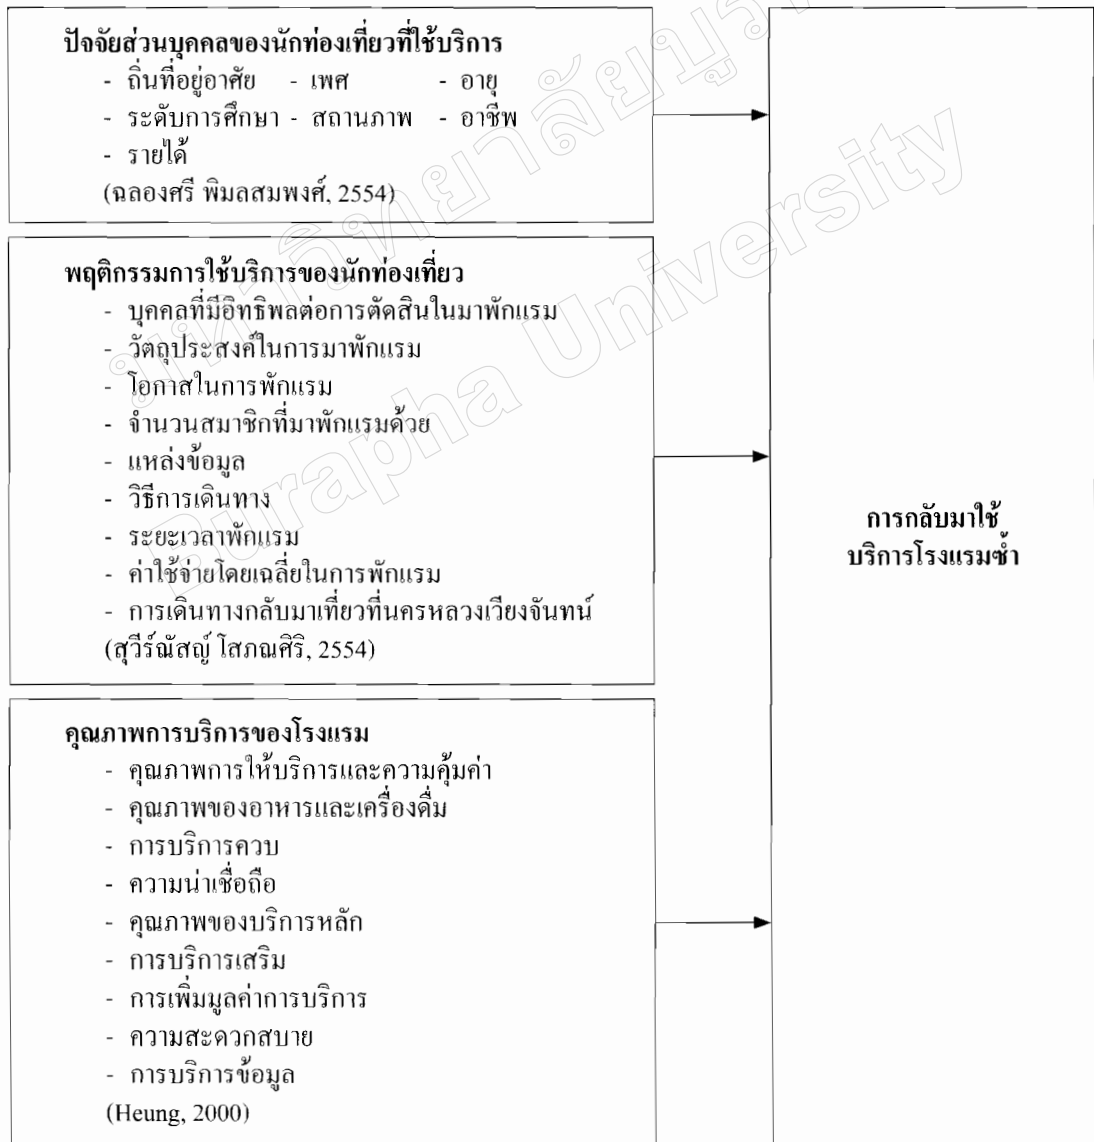 ปัจจัยส่วนบุคคลของนักท่องเที่ยวที่ใช้บริการ
- ถิ่นที่อยู่อาศัย - เพศ - อายุ
- ระดับการศึกษา - สถานภาพ - อาชีพ
- รายได้
(ฉลองศรี พิมลสมพงศ์, 2554)
พฤติกรรมการใช้บริการของนักท่องเที่ยว
- บุคคลที่มีอิทธิพลต่อการตัดสินในมาพักแรม
- วัตถุประสงค์ในการมาพักแรม
- โอกาสในการพักแรม
- จำนวนสมาชิกที่มาพักแรมด้วย
- แหล่งข้อมูล
- วิธีการเดินทาง
- ระยะเวลาพักแรม
- ค่าใช้จ่ายโดยเฉลี่ยในการพักแรม
- การเดินทางกลับมาเที่ยวที่นครหลวงเวียงจันทน์
(สุวีร์ณัสญ์ โสภณศิริ, 2554)
คุณภาพการบริการของโรงแรม
- คุณภาพการให้บริการและความคุ้มค่า
- คุณภาพของอาหารและเครื่องดื่ม
- การบริการควบ
- ความน่าเชื่อถือ
- คุณภาพของบริการหลัก
- การบริการเสริม
- การเพิ่มมูลค่าการบริการ
- ความสะดวกสบาย
- การบริการข้อมูล
(Heung, 2000)
การกลับมาใช้
บริการโรงแรมซ้ำ
Burapha University